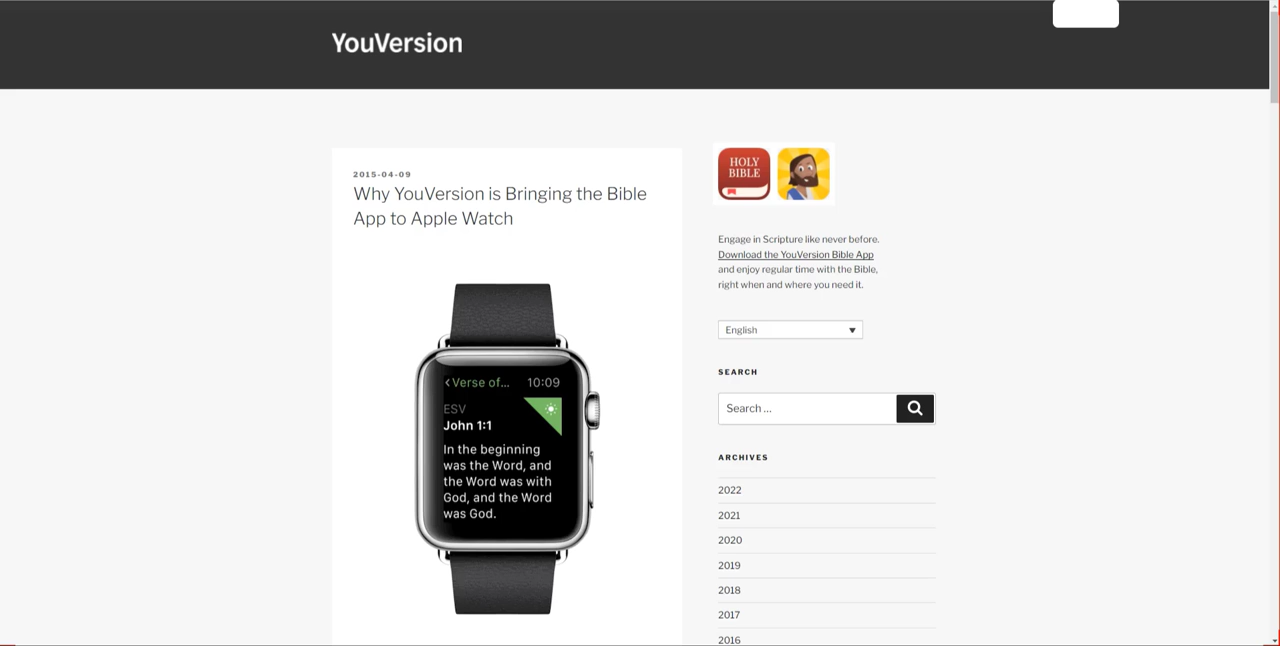 YouVersion
2015-04-09
Why YouVersion is Bringing the Bible
App to Apple Watch
‹Verse of... 10:09
ESV
John 1:1
In the beginning
was the Word, and
the Word was with
God, and the Word
was God.
HOLY
BIBLE
Engage in Scripture like never before.
Download the YouVersion Bible App
and enjoy regular time with the Bible,
right when and where you need it.
English
SEARCH
Search ...
ARCHIVES
2022
2021
2020
2019
2018
2017
2016